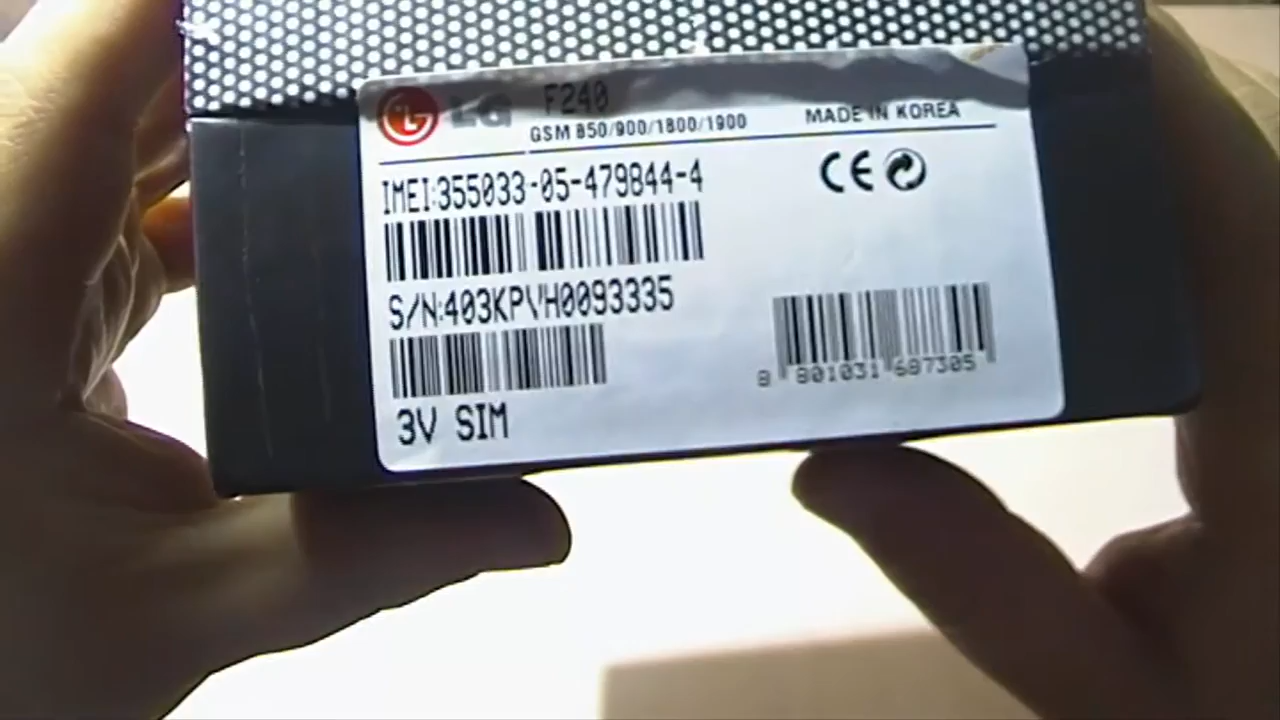 LG F240
GSM 850/900/1800/1900 MADE IN KOREA
IMEI:355033-05-479844-4
CE
S/N:403KPVH0093335
8 801031 687305
3V SIM